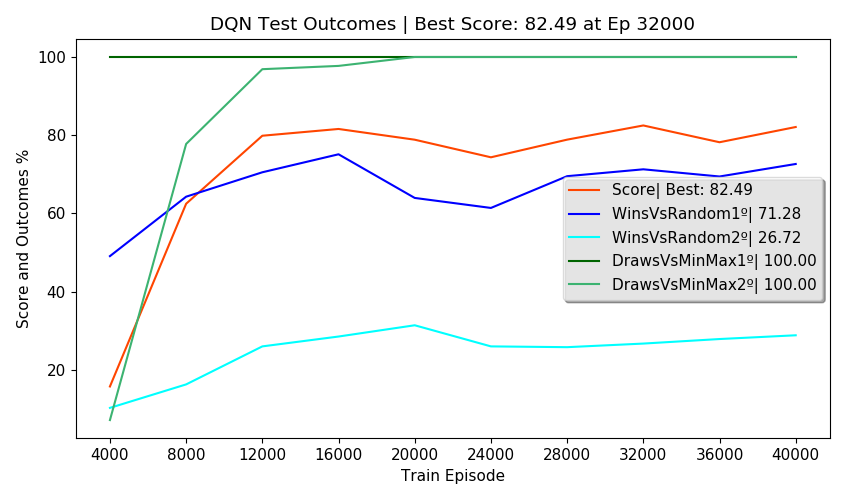 DQN Test Outcomes | Best Score: 82.49 at Ep 32000
Score and Outcomes %
100
80
60
40
20
Score| Best: 82.49
WinsVsRandom1º| 71.28
WinsVsRandom2º| 26.72
DrawsVsMinMax1º| 100.00
DrawsVsMinMax2º| 100.00
4000 8000 12000 16000 20000 24000 28000 32000 36000 40000
Train Episode